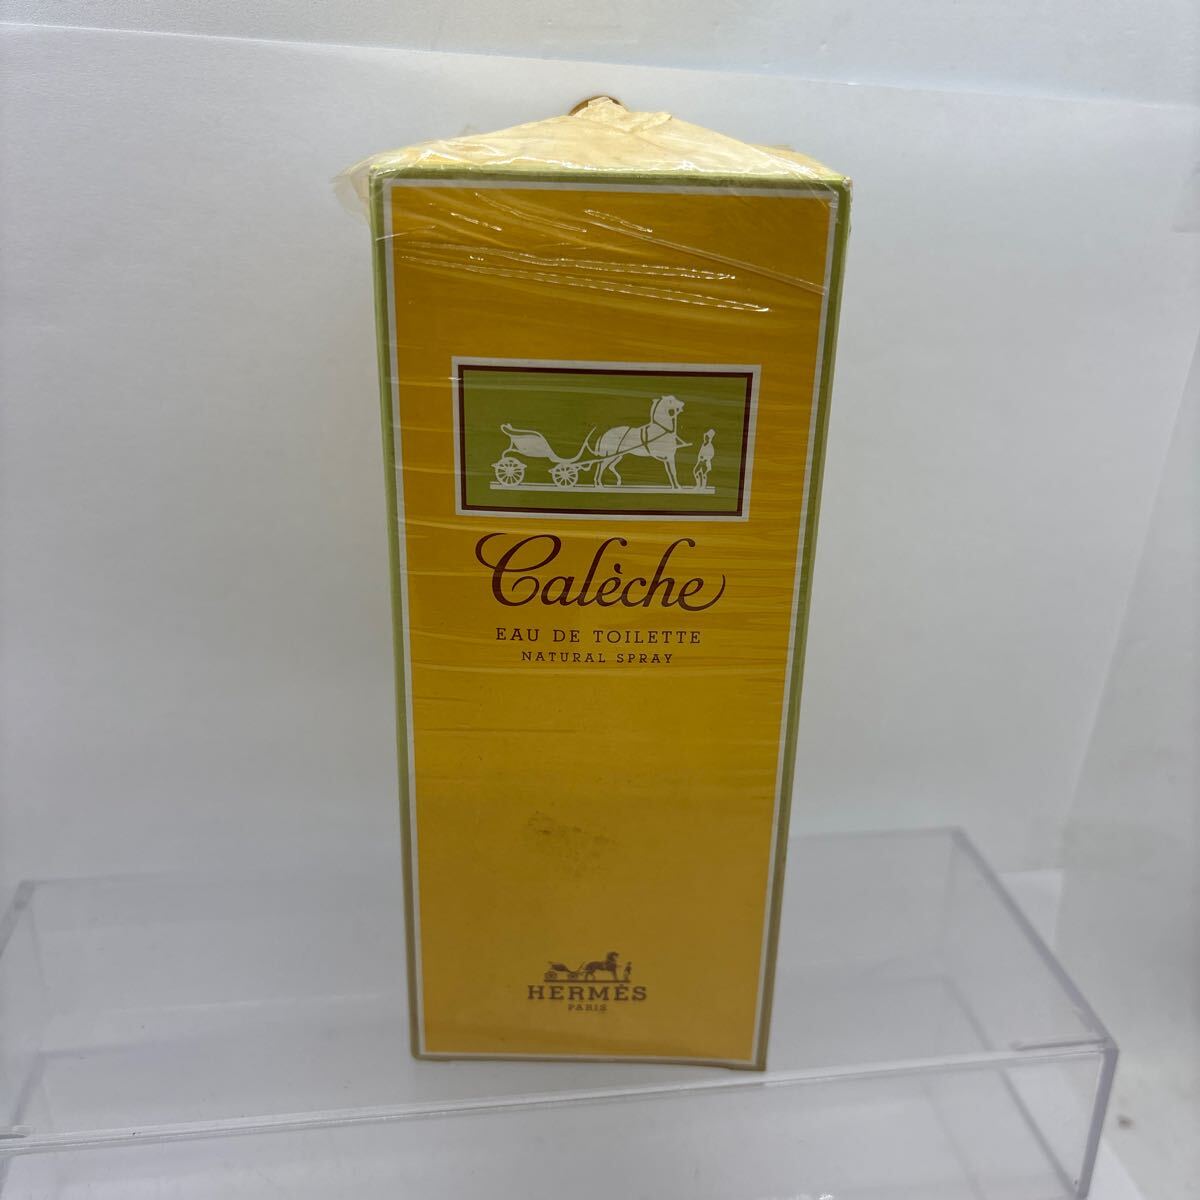 Calèche
EAU DE TOILETTE
NATURAL SPRAY
HERMÈS
PARIS